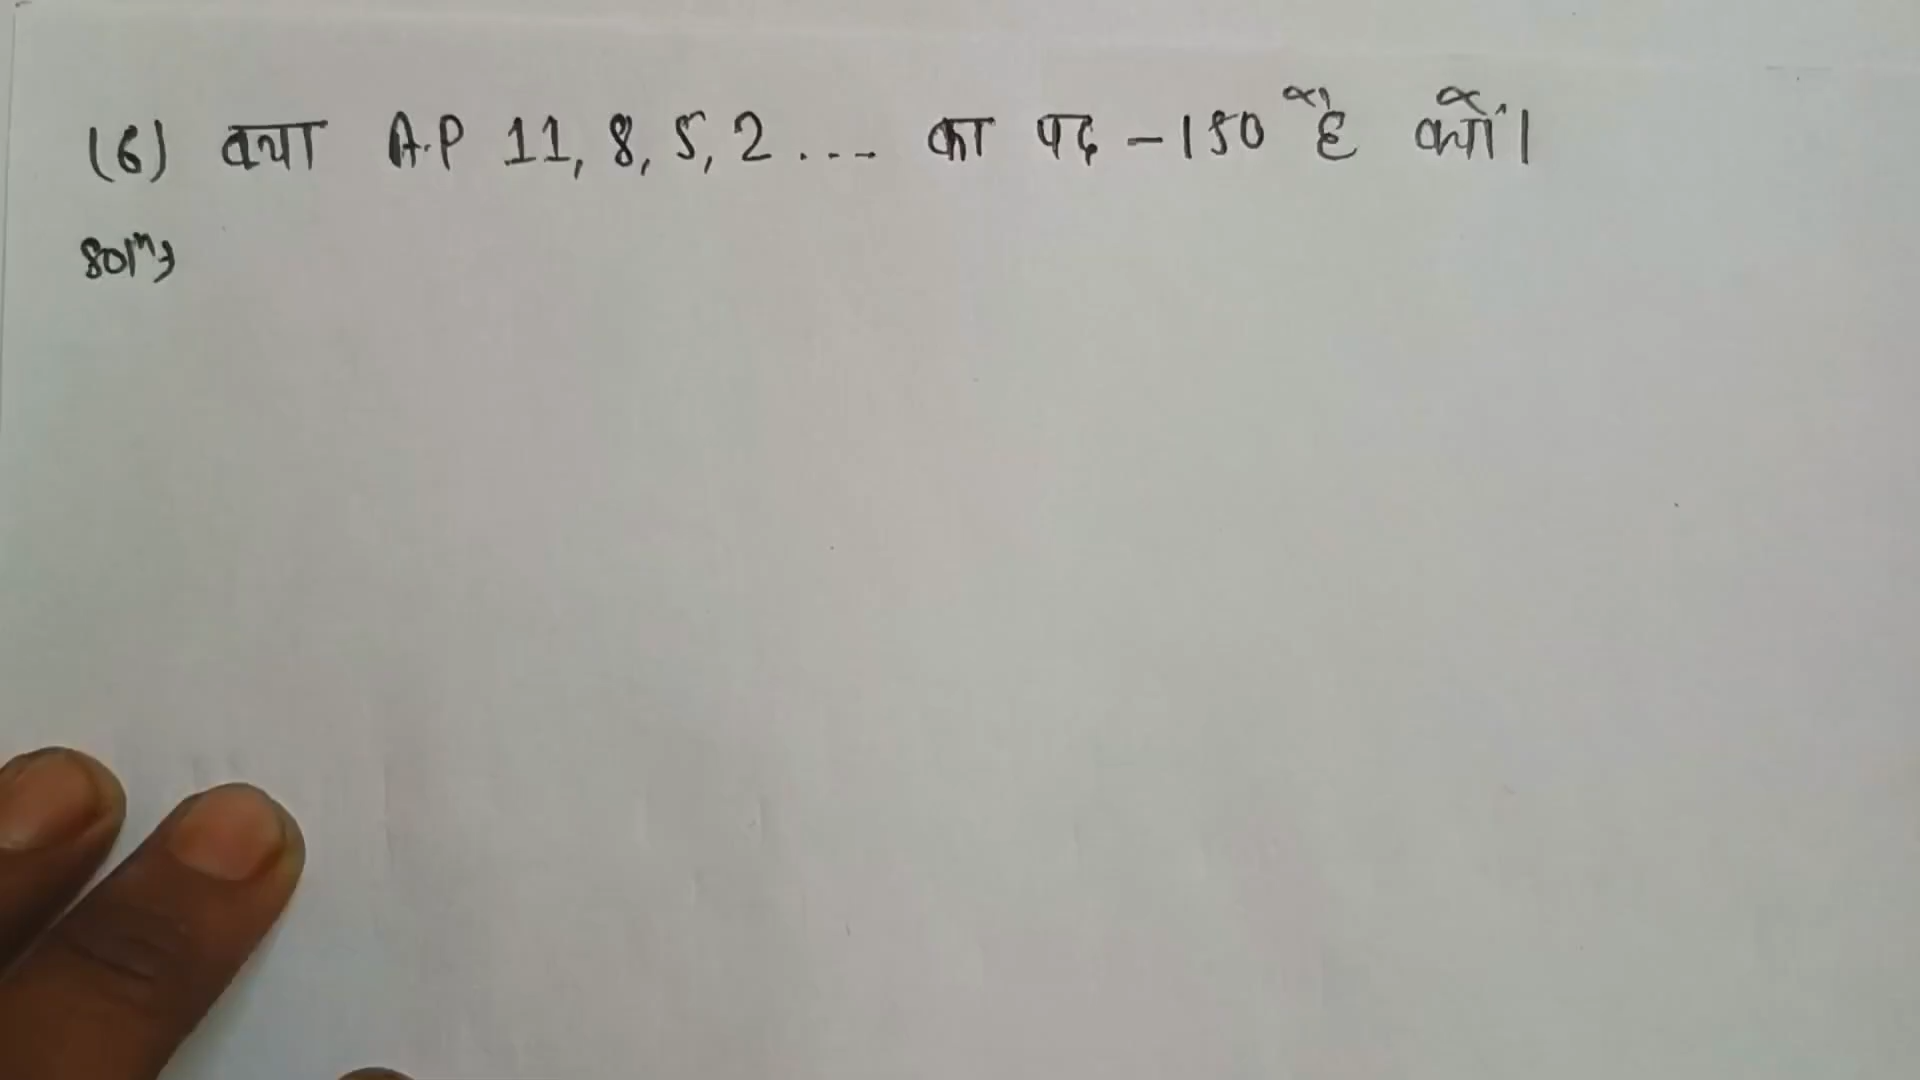 (6) क्या A.P 11, 8, 5, 2 ... का पद -150 है क्यों।
Solⁿ,